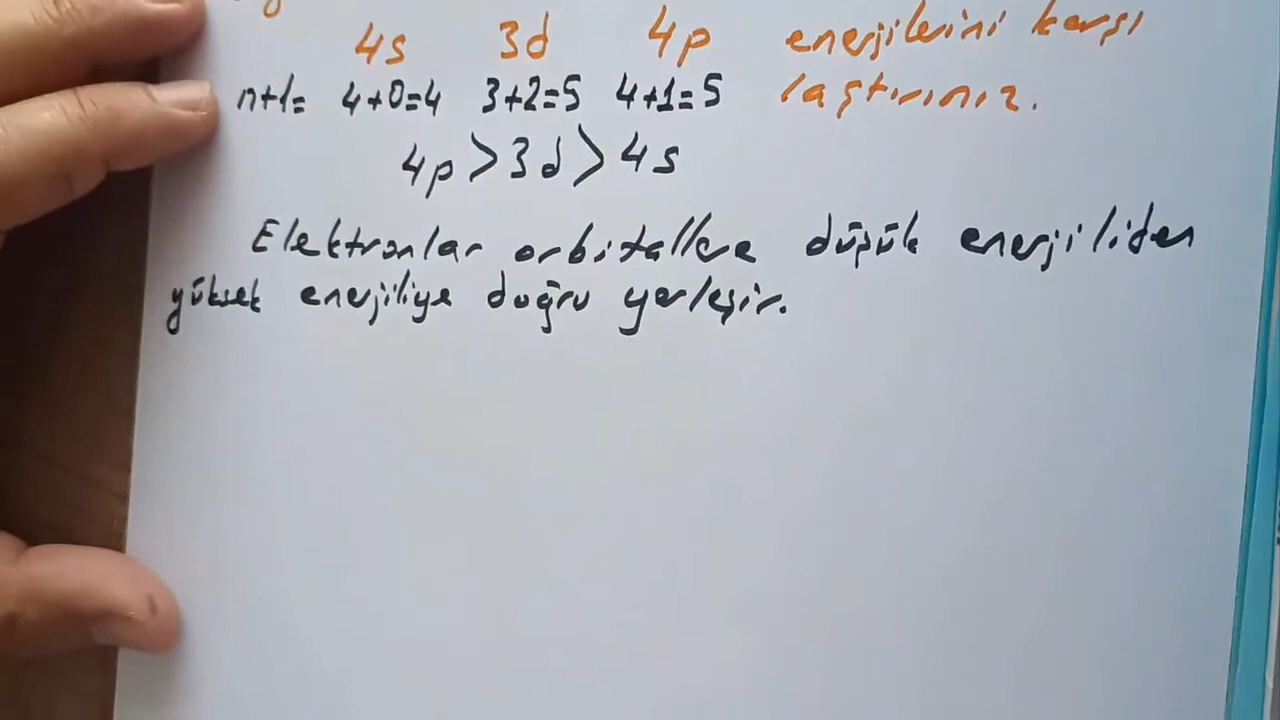 4s 3d 4p enerjilerini karşı
n+l= 4+0=4 3+2=5 4+1=5 laştırınız.
4p>3d>4s
Elektronlar orbitallere düşük enerjiliden
yüksek enerjiliye doğru yerleşir.